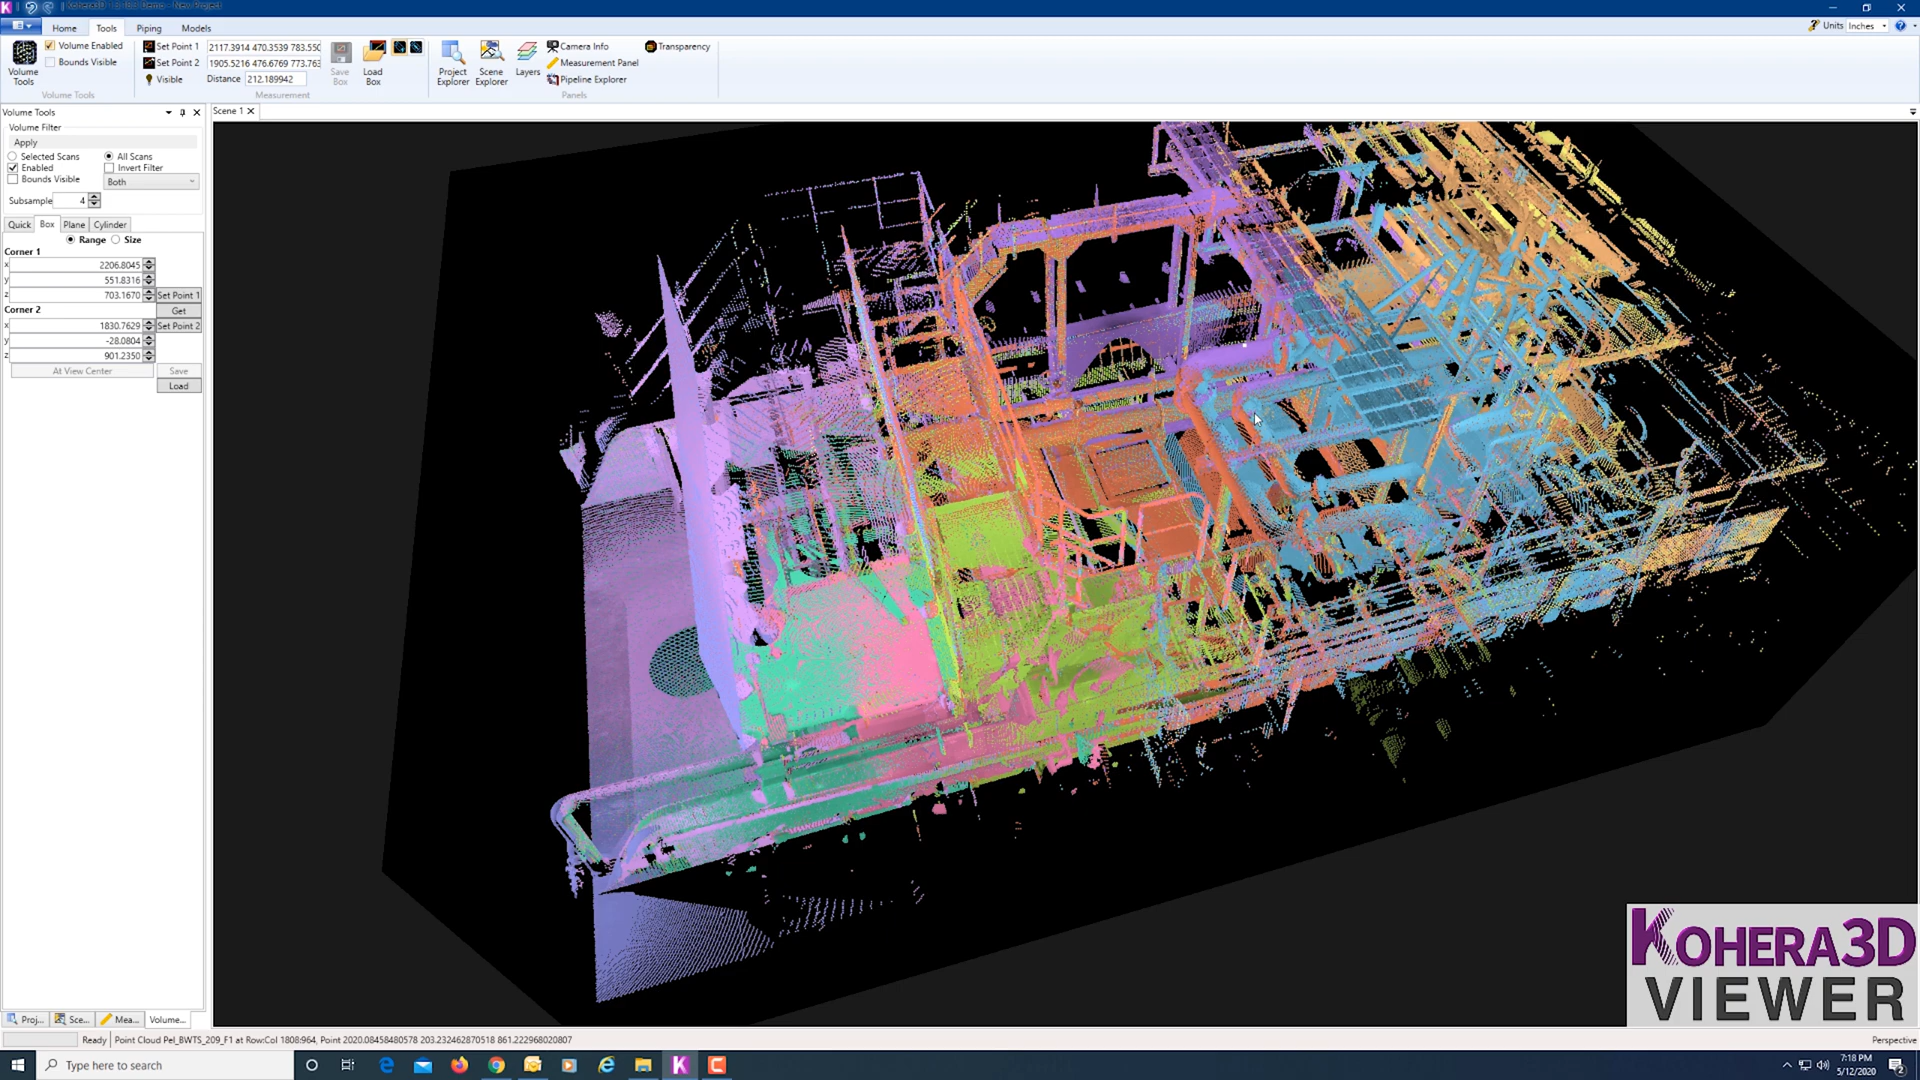 Kohera3D - Demo - New Project
Home Tools Piping Models
Units Inches
Volume Tools
Volume Enabled
Bounds Visible
Volume Tools
Set Point 1 2117.3914 470.3539 783.550
Set Point 2 1905.5216 476.6769 773.763
Visible Distance 212.189942
Save Box
Load Box
Measurement
Project Explorer
Scene Explorer
Layers
Camera Info
Measurement Panel
Pipeline Explorer
Transparency
Panels
Volume Tools
Volume Filter
Apply
Selected Scans All Scans
Enabled Invert Filter
Bounds Visible Both
Subsample 4
Quick Box Plane Cylinder
Range Size
Corner 1
x 2206.8045
y 551.8316
z 703.1670 Set Point 1
Corner 2 Get
x 1830.7629 Set Point 2
y -28.0804
z 901.2350
At View Center Save
Load
Scene 1
KOHERA3D
VIEWER
Proj... Sce... Mea... Volume...
Ready Point Cloud Pel_BWTS_209_F1 at Row:Col 1808:964, Point 2020.08458480578 203.232462870518 861.222968020807
Perspective
Type here to search
7:18 PM
5/12/2020
2